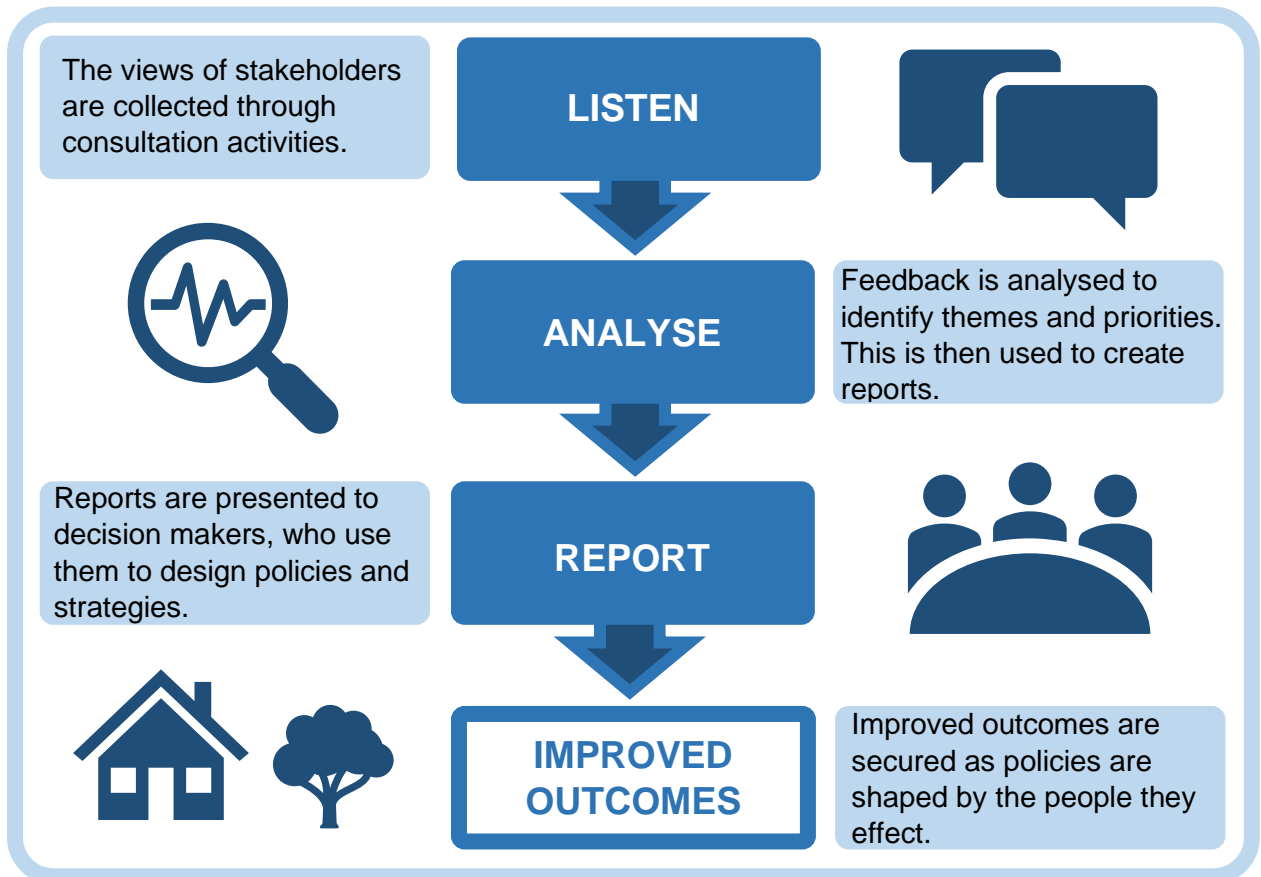 The views of stakeholders
are collected through
consultation activities.
LISTEN
ANALYSE
Feedback is analysed to
identify themes and priorities.
This is then used to create
reports.
Reports are presented to
decision makers, who use
them to design policies and
strategies.
REPORT
IMPROVED
OUTCOMES
Improved outcomes are
secured as policies are
shaped by the people they
effect.